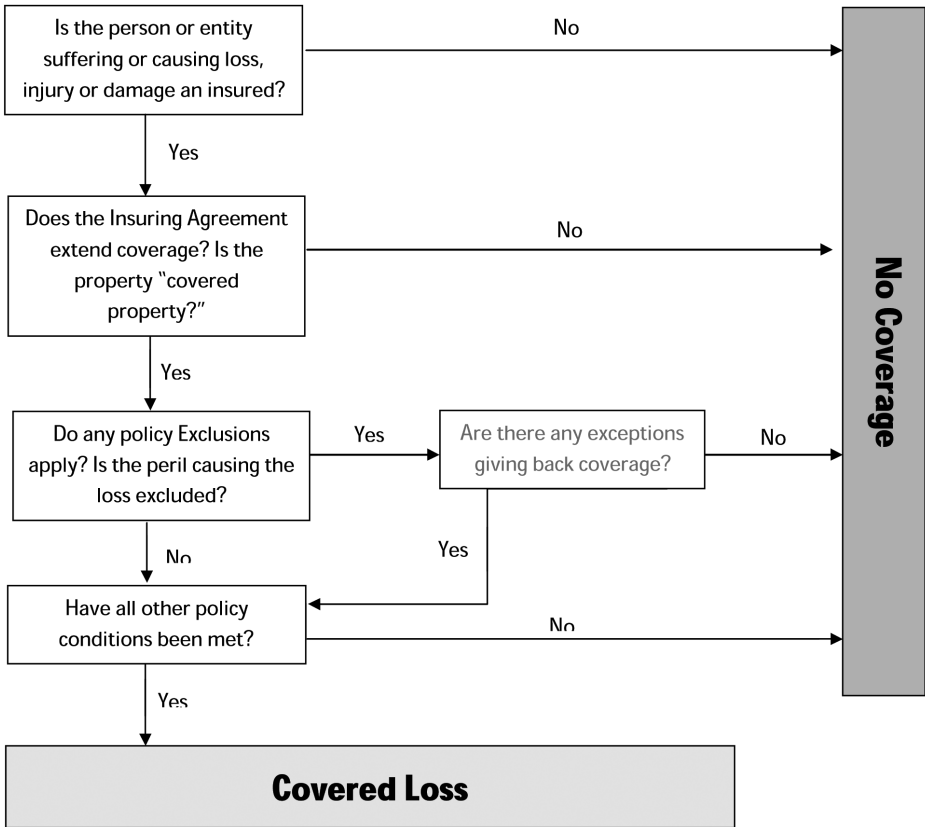 Is the person or entity
suffering or causing loss,
injury or damage an insured?
No
Yes
Does the Insuring Agreement
extend coverage? Is the
property “covered
property?”
No
Yes
Do any policy Exclusions
apply? Is the peril causing the
loss excluded?
Yes
Are there any exceptions
giving back coverage?
No
No
Yes
Have all other policy
conditions been met?
No
Yes
No Coverage
Covered Loss